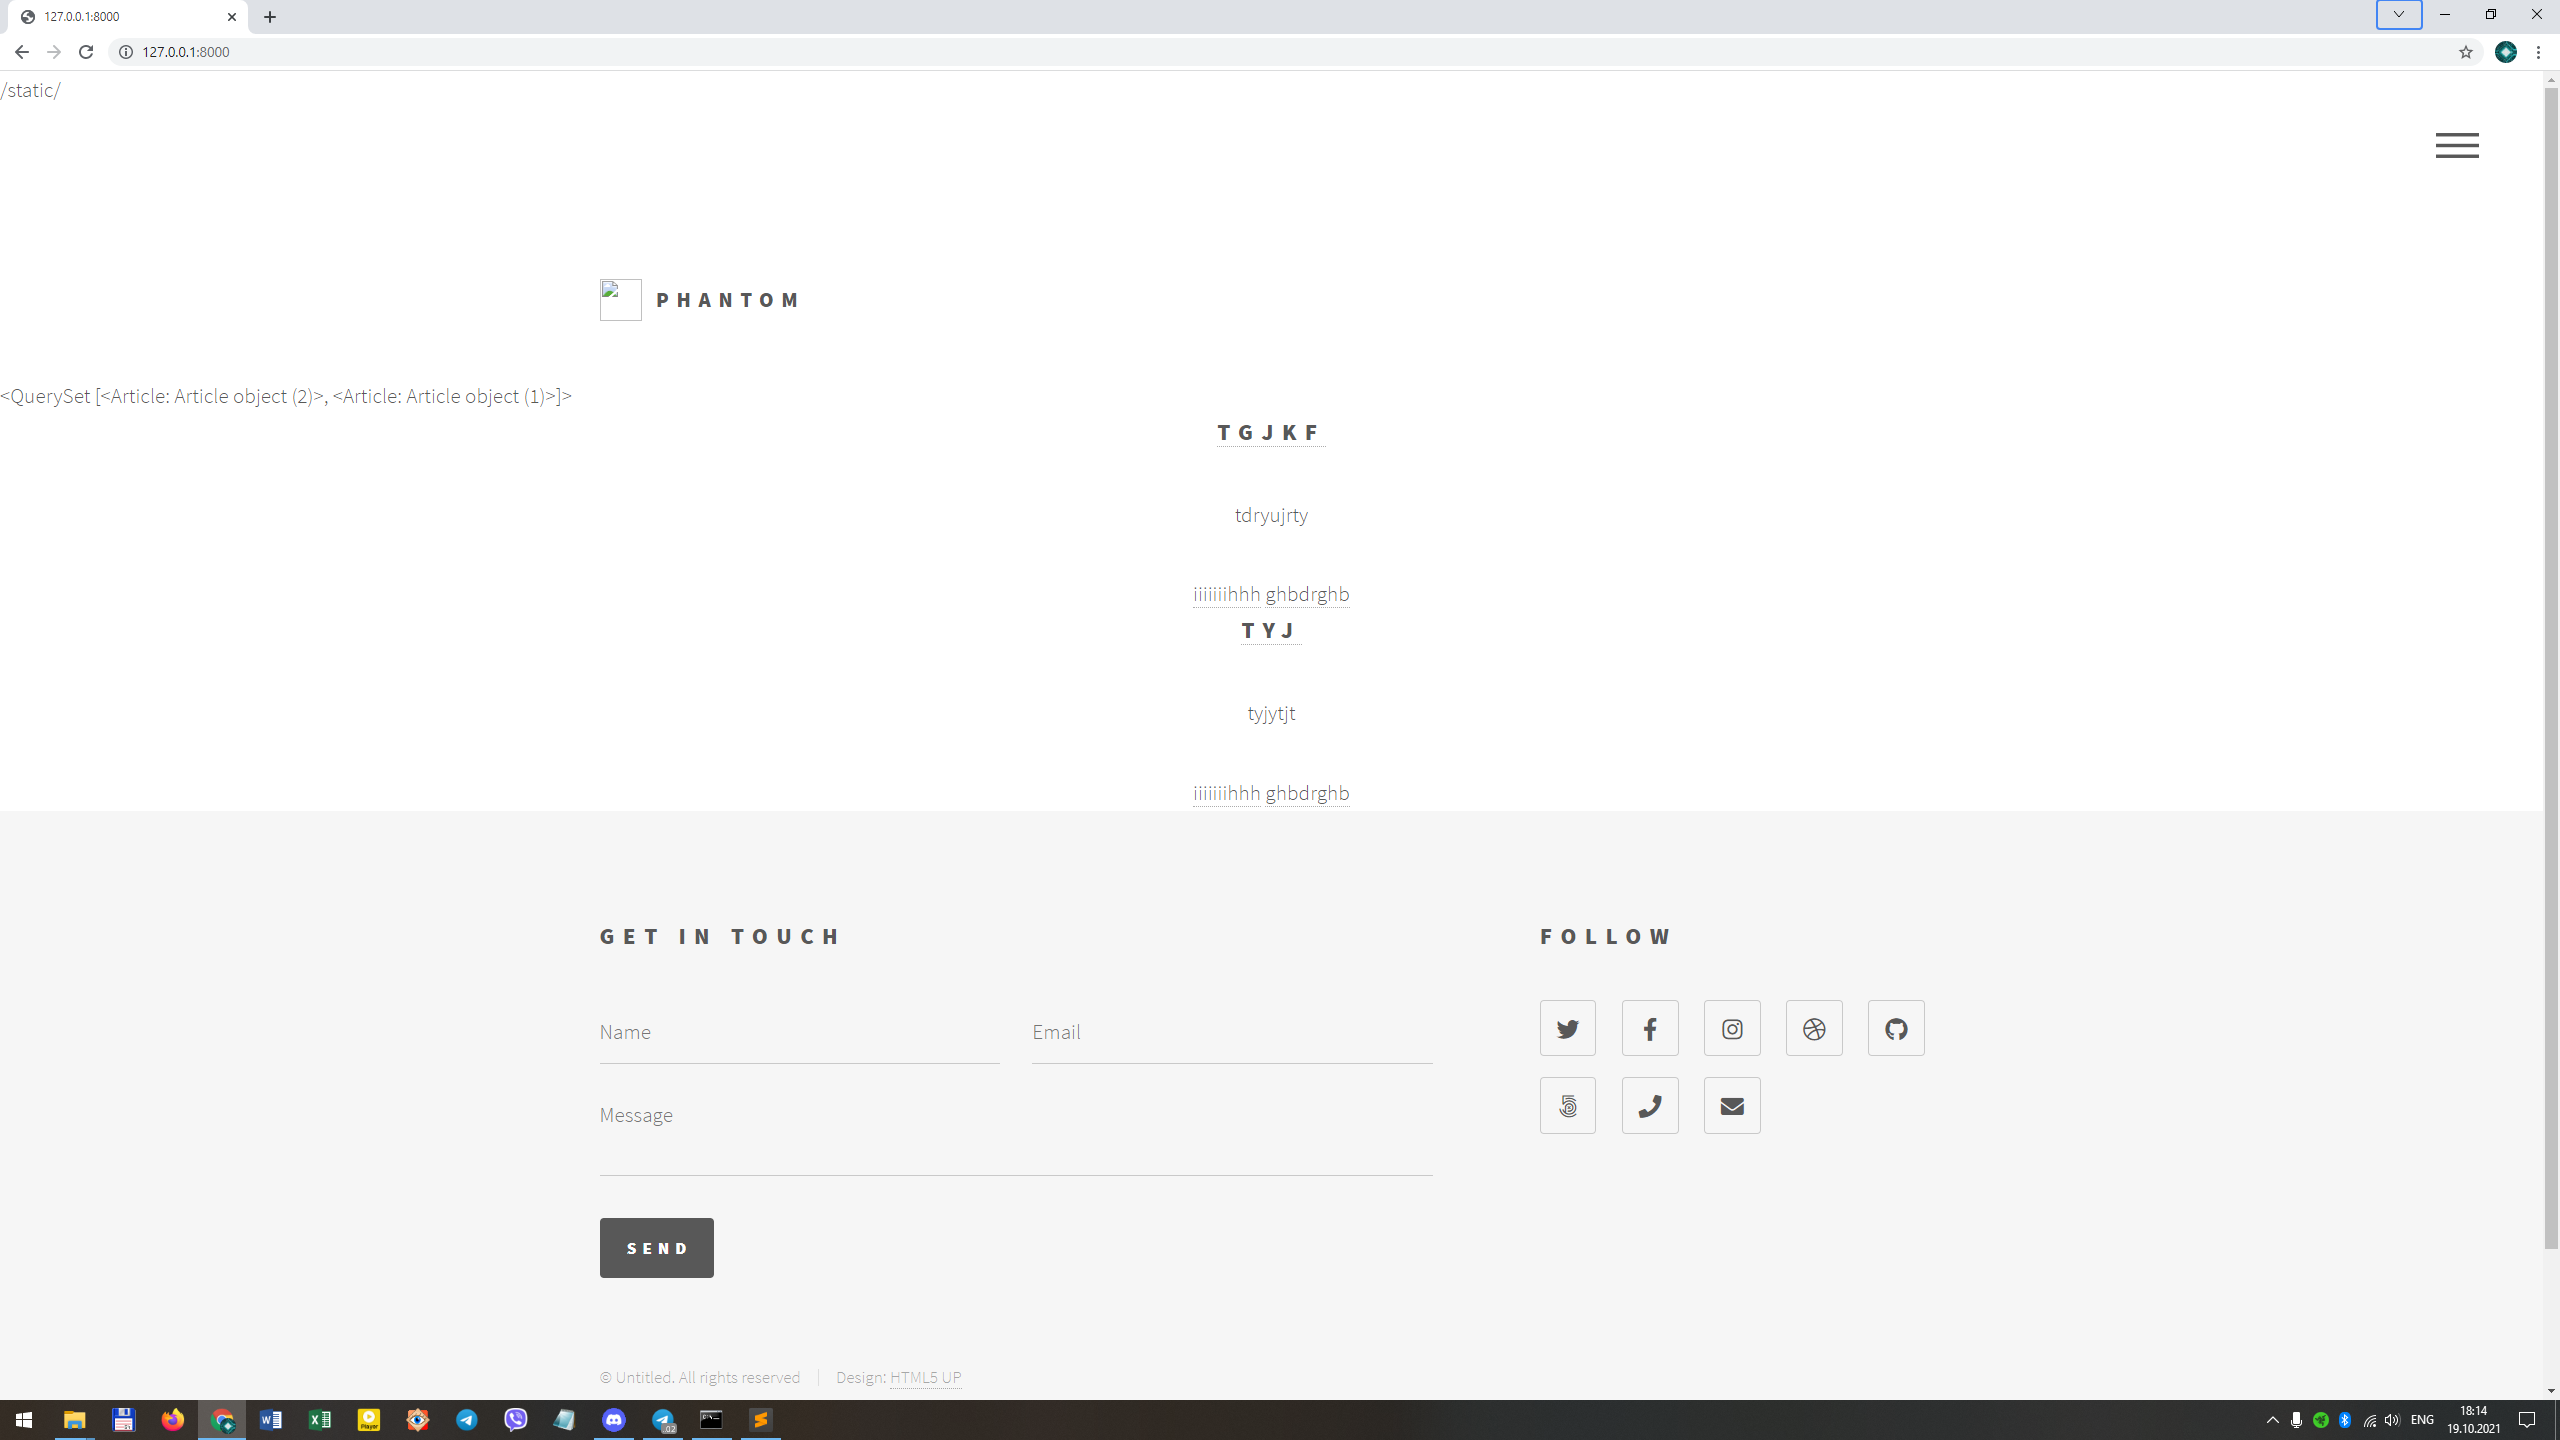 127.0.0.1:8000
127.0.0.1:8000
/static/
PHANTOM
<QuerySet [<Article: Article object (2)>, <Article: Article object (1)>]>
TGJKF
tdryujrty
iiiiiiihhh ghbdrghb
TYJ
tyjytjt
iiiiiiihhh ghbdrghb
GET IN TOUCH
FOLLOW
Name
Email
Message
SEND
© Untitled. All rights reserved
Design: HTML5 UP
ENG
18:14
19.10.2021